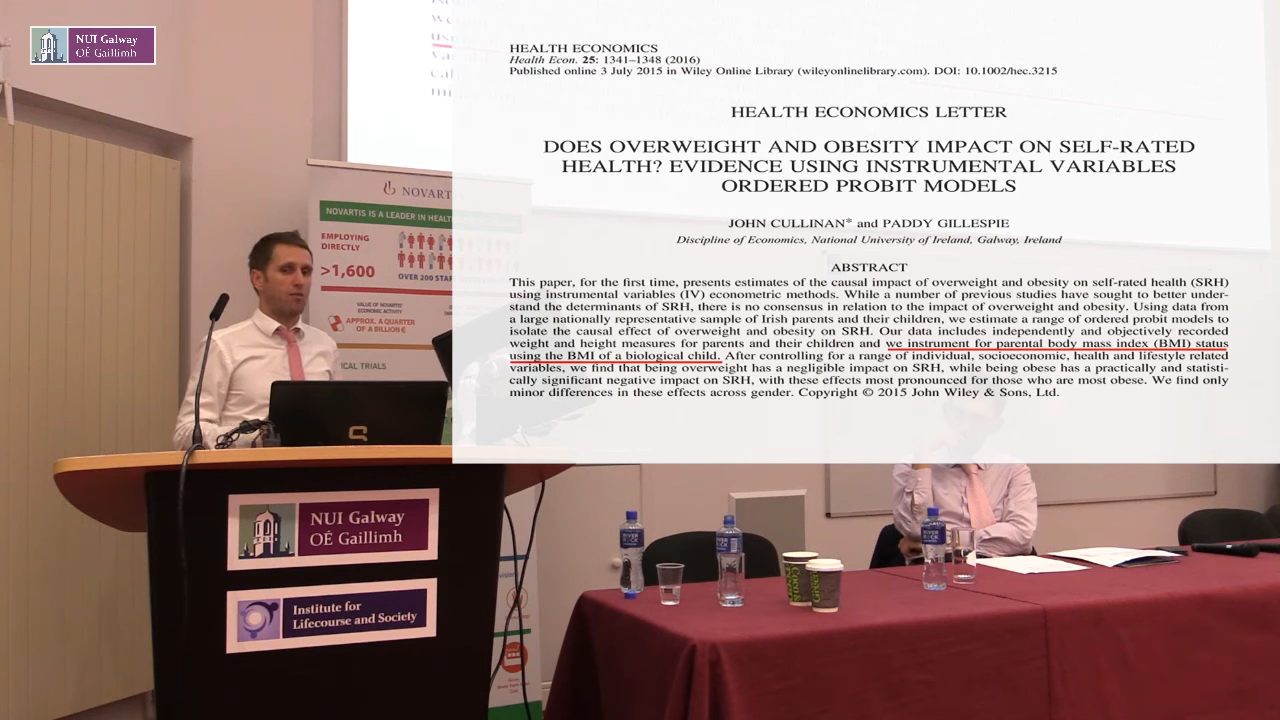 NUI Galway
OÉ Gaillimh
HEALTH ECONOMICS
Health Econ. 25: 1341–1348 (2016)
Published online 3 July 2015 in Wiley Online Library (wileyonlinelibrary.com). DOI: 10.1002/hec.3215
HEALTH ECONOMICS LETTER
DOES OVERWEIGHT AND OBESITY IMPACT ON SELF-RATED
HEALTH? EVIDENCE USING INSTRUMENTAL VARIABLES
ORDERED PROBIT MODELS
JOHN CULLINAN* and PADDY GILLESPIE
Discipline of Economics, National University of Ireland, Galway, Ireland
ABSTRACT
This paper, for the first time, presents estimates of the causal impact of overweight and obesity on self-rated health (SRH)
using instrumental variables (IV) econometric methods. While a number of previous studies have sought to better under-
stand the determinants of SRH, there is no consensus in relation to the impact of overweight and obesity. Using data from
a large nationally representative sample of Irish parents and their children, we estimate a range of ordered probit models to
isolate the causal effect of overweight and obesity on SRH. Our data includes independently and objectively recorded
weight and height measures for parents and their children and we instrument for parental body mass index (BMI) status
using the BMI of a biological child. After controlling for a range of individual, socioeconomic, health and lifestyle related
variables, we find that being overweight has a negligible impact on SRH, while being obese has a practically and statisti-
cally significant negative impact on SRH, with these effects most pronounced for those who are most obese. We find only
minor differences in these effects across gender. Copyright © 2015 John Wiley & Sons, Ltd.
NOVARTIS IS A LEADER IN
EMPLOYING
DIRECTLY
>1,600
OVER 200
VALUE OF NOVARTIS'
ECONOMIC ACTIVITY
APPROX. A QUARTER
OF A BILLION €
ICAL TRIALS
NUI Galway
OÉ Gaillimh
Institute for
Lifecourse and Society